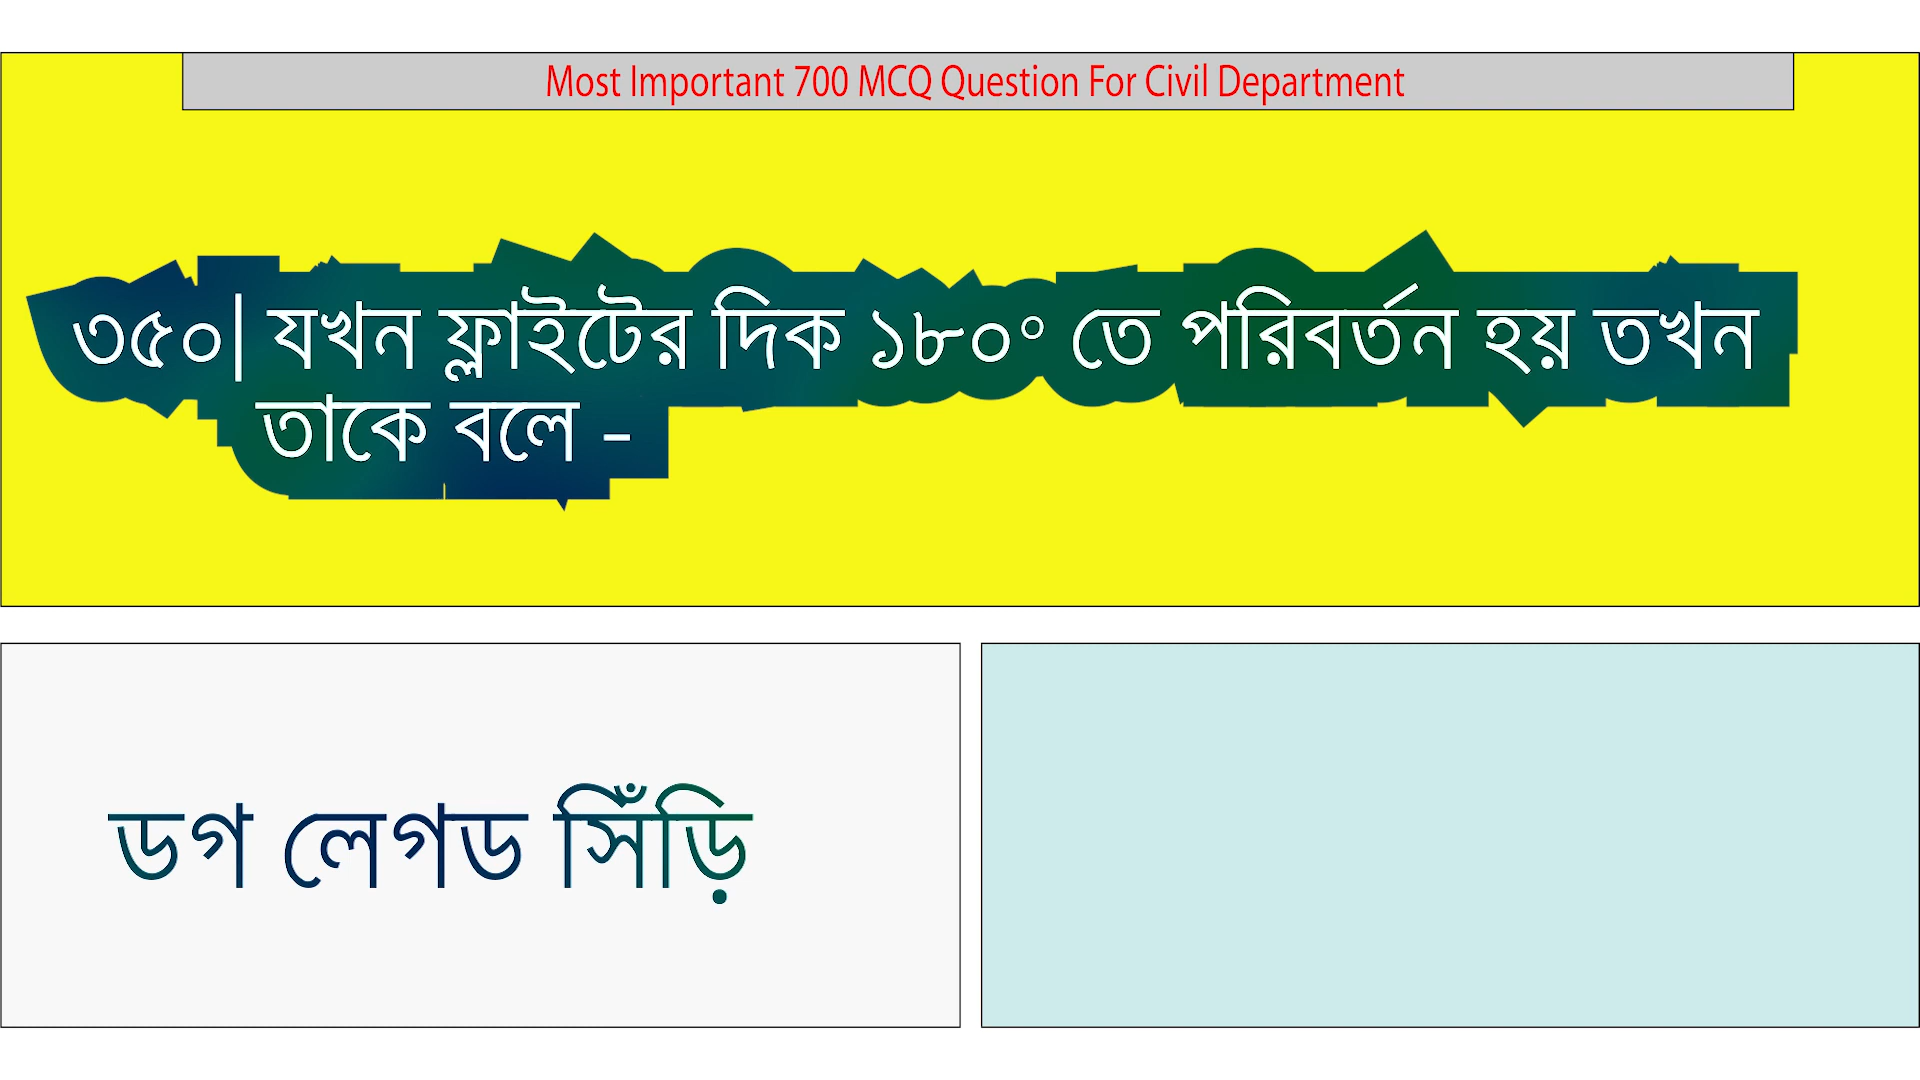 Most Important 700 MCQ Question For Civil Department
৩৫০| যখন ফ্লাইটের দিক ১৮০° তে পরিবর্তন হয় তখন
তাকে বলে -
ডগ লেগড সিঁড়ি